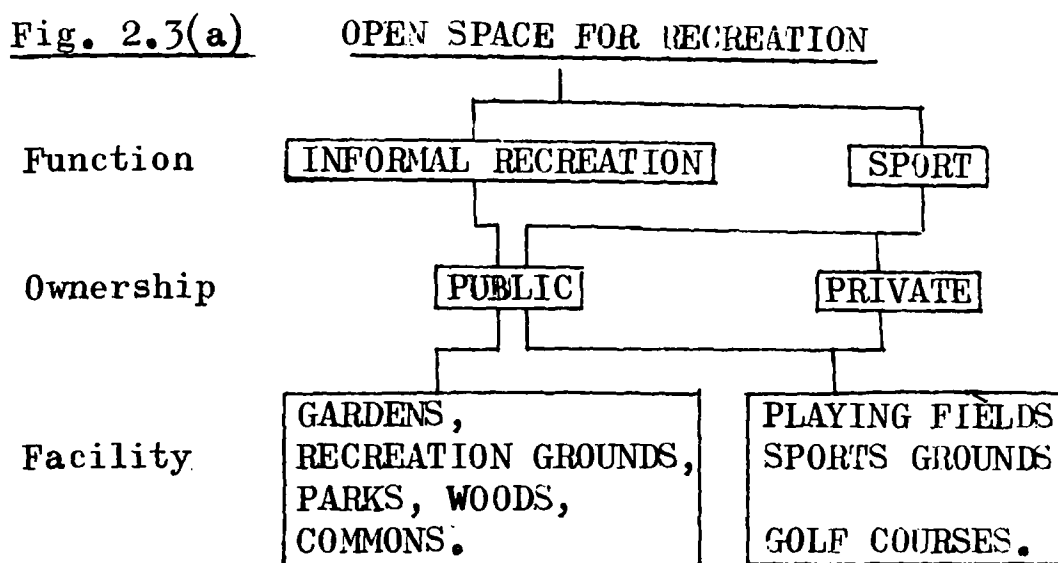 Fig. 2.3(a) OPEN SPACE FOR RECREATION
Function INFORMAL RECREATION SPORT
Ownership PUBLIC PRIVATE
Facility
GARDENS,
RECREATION GROUNDS,
PARKS, WOODS,
COMMONS.
PLAYING FIELDS
SPORTS GROUNDS
GOLF COURSES.